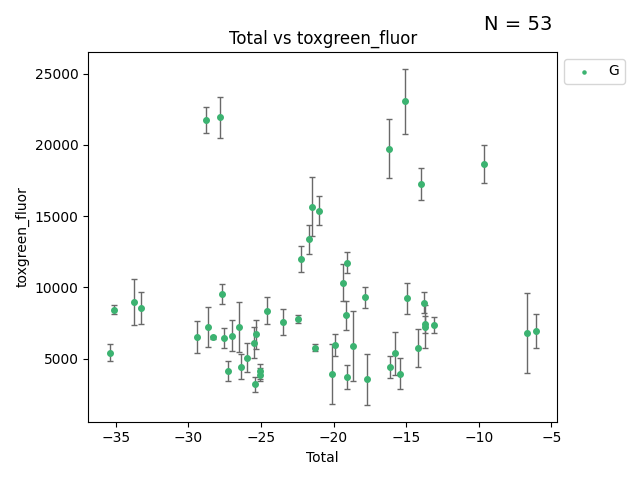 N = 53
Total vs toxgreen_fluor
G
25000
20000
15000
10000
5000
toxgreen_fluor
−35 −30 −25 −20 −15 −10 −5
Total